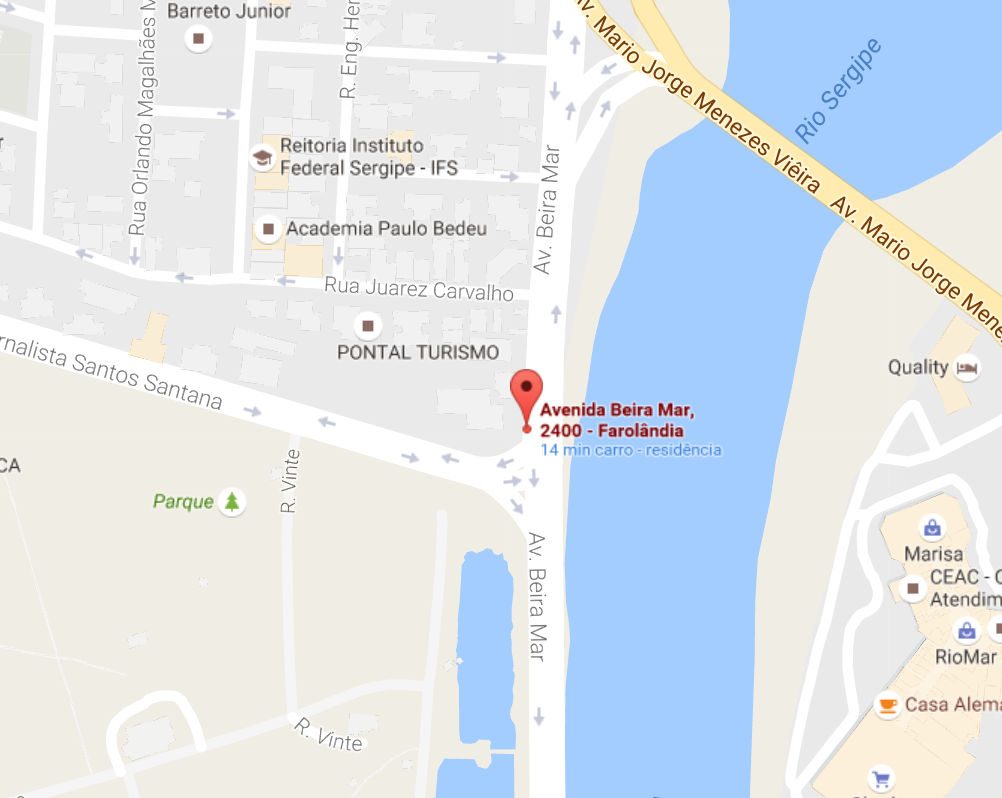 Barreto Junior
Rua Orlando Magalhães M
R. Eng. Her
Av. Mario Jorge Menezes Viêira
Rio Sergipe
Av. Mario Jorge Mene
Reitoria Instituto
Federal Sergipe - IFS
Av. Beira Mar
Academia Paulo Bedeu
Rua Juarez Carvalho
PONTAL TURISMO
rnalista Santos Santana
Quality
Avenida Beira Mar,
2400 - Farolândia
14 min carro - residência
CA
R. Vinte
Parque
Av. Beira Mar
Marisa
CEAC - C
Atendim
RioMar
Casa Alema
R. Vinte